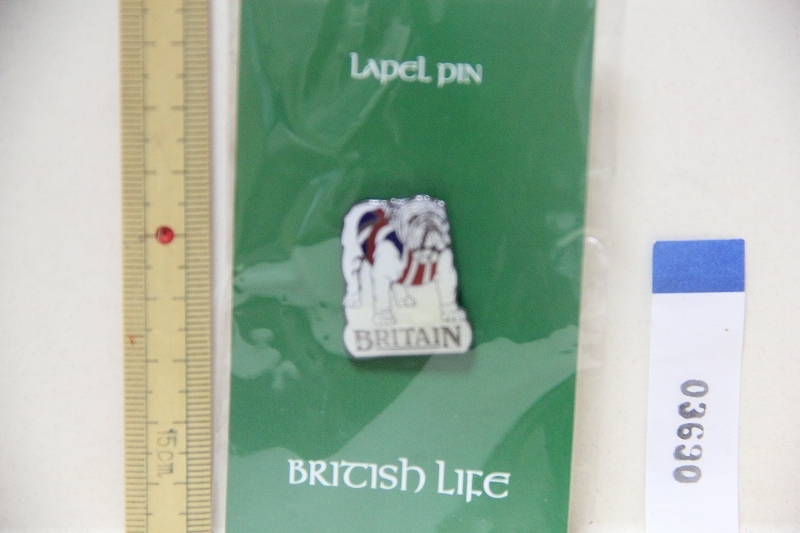 LAPEL PIN
BRITAIN
BRITISH LIFE
15cm
03690